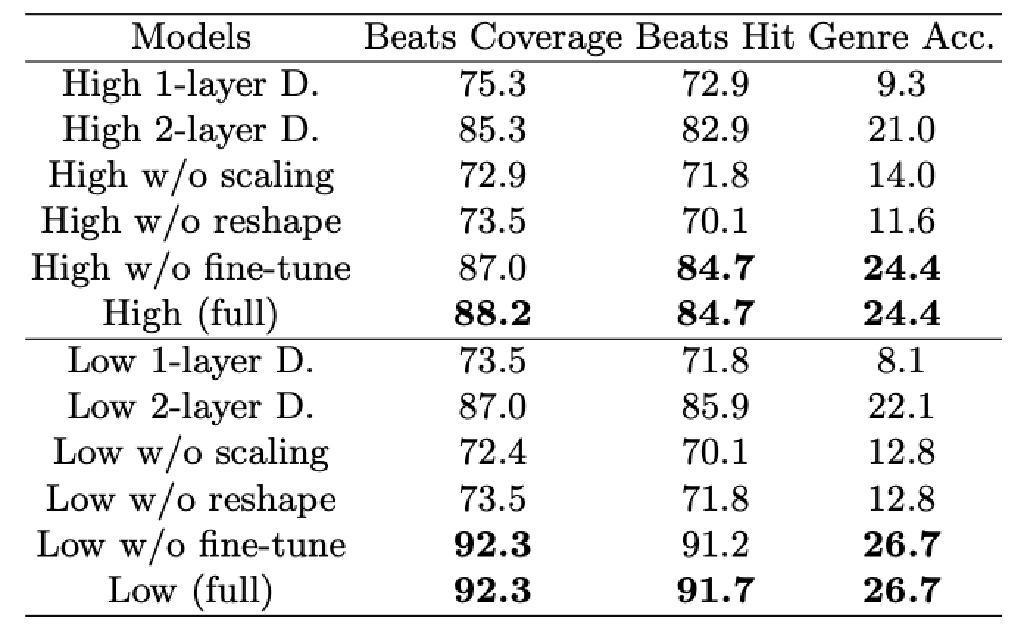 Models Beats Coverage Beats Hit Genre Acc.
High 1-layer D. 75.3 72.9 9.3
High 2-layer D. 85.3 82.9 21.0
High w/o scaling 72.9 71.8 14.0
High w/o reshape 73.5 70.1 11.6
High w/o fine-tune 87.0 84.7 24.4
High (full) 88.2 84.7 24.4
Low 1-layer D. 73.5 71.8 8.1
Low 2-layer D. 87.0 85.9 22.1
Low w/o scaling 72.4 70.1 12.8
Low w/o reshape 73.5 71.8 12.8
Low w/o fine-tune 92.3 91.2 26.7
Low (full) 92.3 91.7 26.7